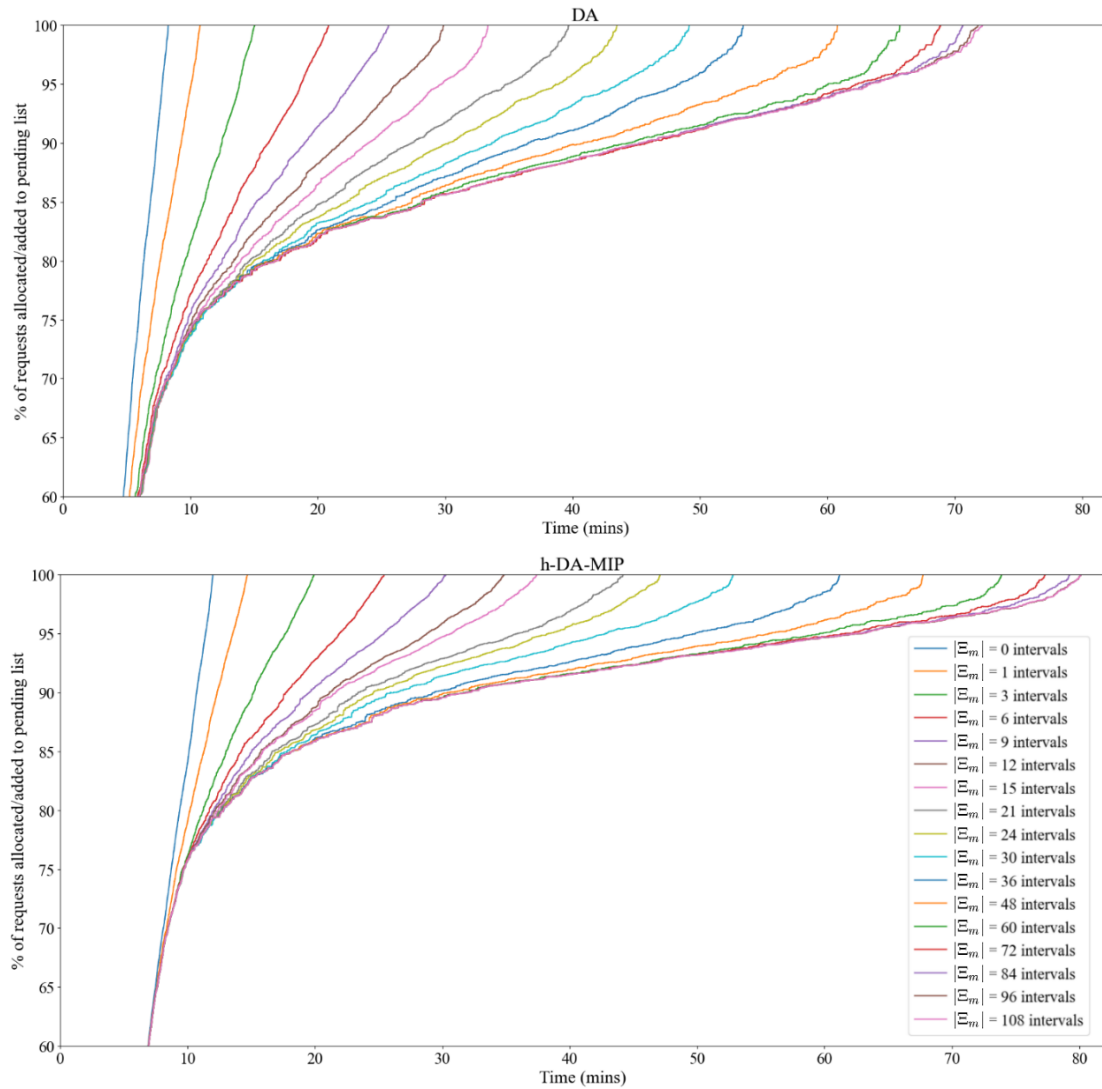 DA
% of requests allocated/added to pending list
100
95
90
85
80
75
70
65
60
0 10 20 30 40 50 60 70 80
Time (mins)
h-DA-MIP
% of requests allocated/added to pending list
100
95
90
85
80
75
70
65
60
|Ξₘ| = 0 intervals
|Ξₘ| = 1 intervals
|Ξₘ| = 3 intervals
|Ξₘ| = 6 intervals
|Ξₘ| = 9 intervals
|Ξₘ| = 12 intervals
|Ξₘ| = 15 intervals
|Ξₘ| = 21 intervals
|Ξₘ| = 24 intervals
|Ξₘ| = 30 intervals
|Ξₘ| = 36 intervals
|Ξₘ| = 48 intervals
|Ξₘ| = 60 intervals
|Ξₘ| = 72 intervals
|Ξₘ| = 84 intervals
|Ξₘ| = 96 intervals
|Ξₘ| = 108 intervals
0 10 20 30 40 50 60 70 80
Time (mins)